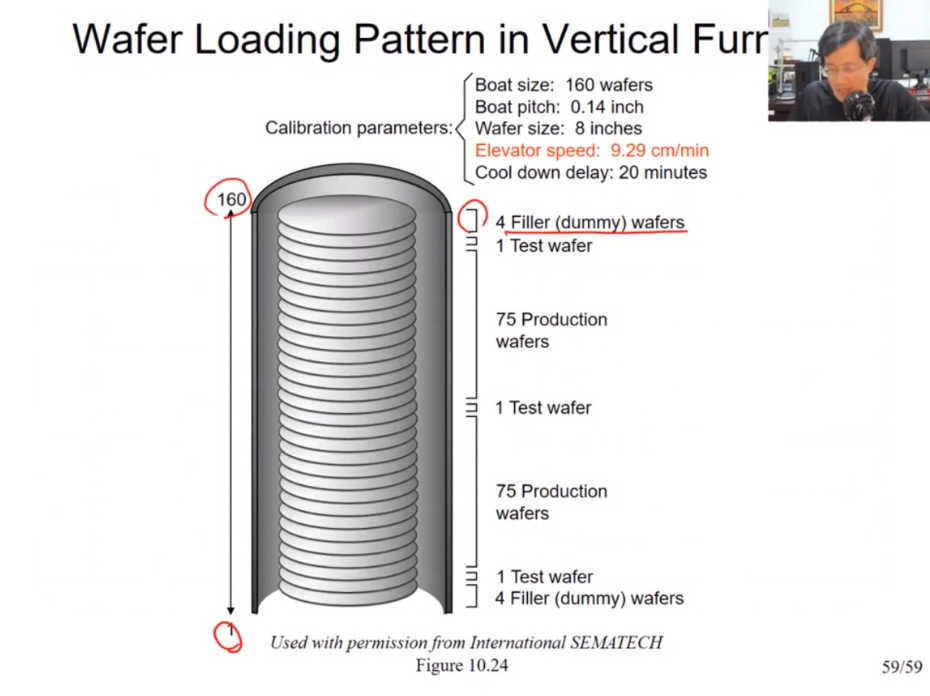 Wafer Loading Pattern in Vertical Furn
Boat size: 160 wafers
Boat pitch: 0.14 inch
Calibration parameters:
Wafer size: 8 inches
Elevator speed: 9.29 cm/min
Cool down delay: 20 minutes
160
4 Filler (dummy) wafers
1 Test wafer
75 Production
wafers
1 Test wafer
75 Production
wafers
1 Test wafer
4 Filler (dummy) wafers
1
Used with permission from International SEMATECH
Figure 10.24
59/59